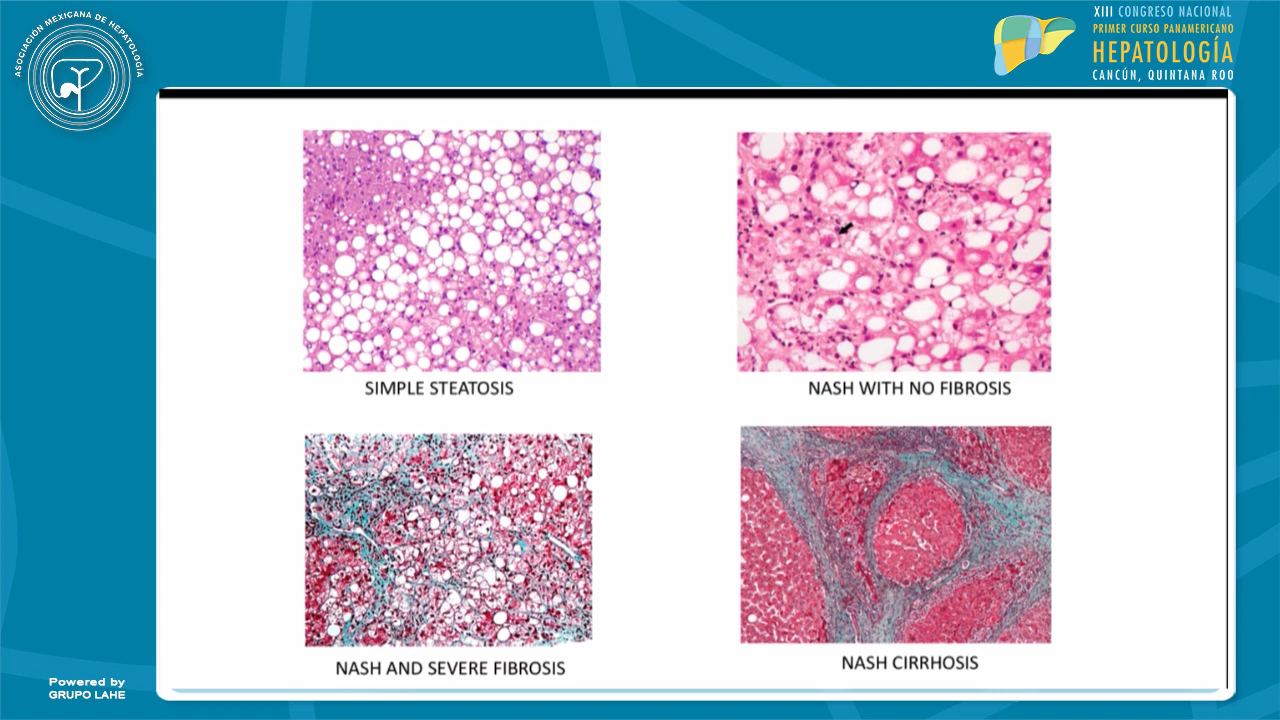 ASOCIACIÓN MEXICANA DE HEPATOLOGÍA
XIII CONGRESO NACIONAL
PRIMER CURSO PANAMERICANO
HEPATOLOGÍA
CANCÚN, QUINTANA ROO
SIMPLE STEATOSIS
NASH WITH NO FIBROSIS
NASH AND SEVERE FIBROSIS
NASH CIRRHOSIS
Powered by
GRUPO LAHE